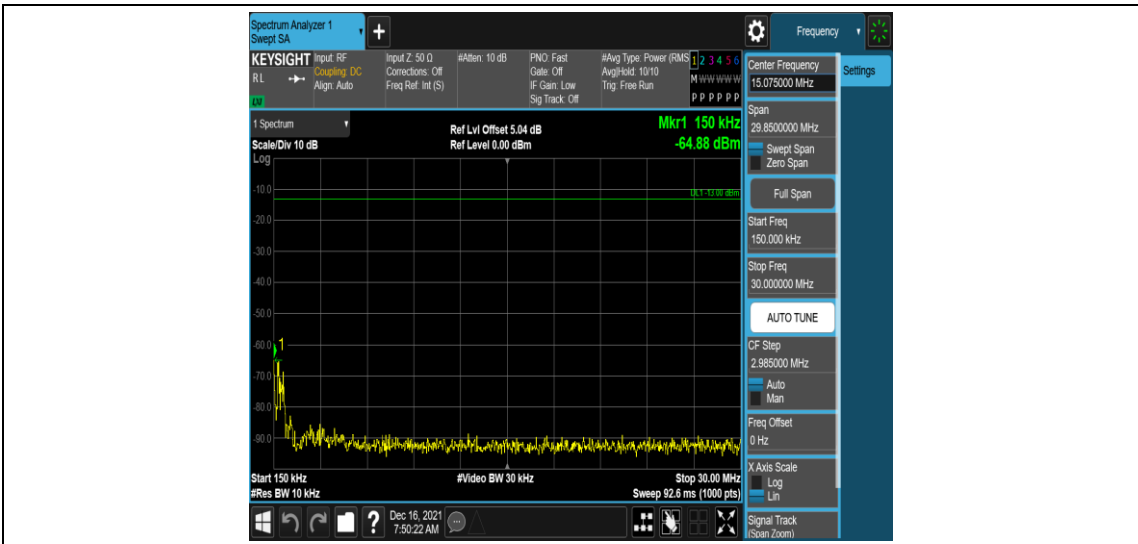 Spectrum Analyzer 1
Swept SA
+
Frequency
KEYSIGHT
RL
LXI
Input: RF
Coupling: DC
Align: Auto
Input Z: 50 Ω
Corrections: Off
Freq Ref: Int (S)
#Atten: 10 dB
PNO: Fast
Gate: Off
IF Gain: Low
Sig Track: Off
#Avg Type: Power (RMS
Avg|Hold: 10/10
Trig: Free Run
1 2 3 4 5 6
M W W W W W
P P P P P P
Center Frequency
15.075000 MHz
Settings
Span
29.8500000 MHz
Swept Span
Zero Span
Full Span
Start Freq
150.000 kHz
Stop Freq
30.000000 MHz
AUTO TUNE
CF Step
2.985000 MHz
Auto
Man
Freq Offset
0 Hz
X Axis Scale
Log
Lin
Signal Track
(Span Zoom)
1 Spectrum
Scale/Div 10 dB
Log
Ref Lvl Offset 5.04 dB
Ref Level 0.00 dBm
Mkr1 150 kHz
-64.88 dBm
DL1 -13.00 dBm
-10.0
-20.0
-30.0
-40.0
-50.0
-60.0
1
-70.0
-80.0
-90.0
Start 150 kHz
#Video BW 30 kHz
Stop 30.00 MHz
#Res BW 10 kHz
Sweep 92.6 ms (1000 pts)
?
Dec 16, 2021
7:50:22 AM